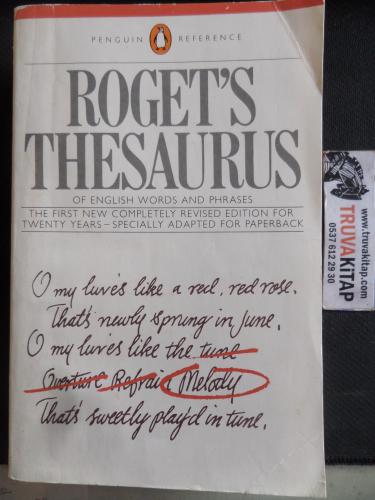 PENGUIN REFERENCE
ROGET'S
THESAURUS
OF ENGLISH WORDS AND PHRASES
THE FIRST NEW COMPLETELY REVISED EDITION FOR
TWENTY YEARS – SPECIALLY ADAPTED FOR PAPERBACK
O my luve's like a red, red rose,
That's newly sprung in June,
O my luve's like the tune
Overture Refrain Melody
That's sweetly play'd in tune.
www.truvakitap.com
TRUVAKITAP
0537 612 29 30